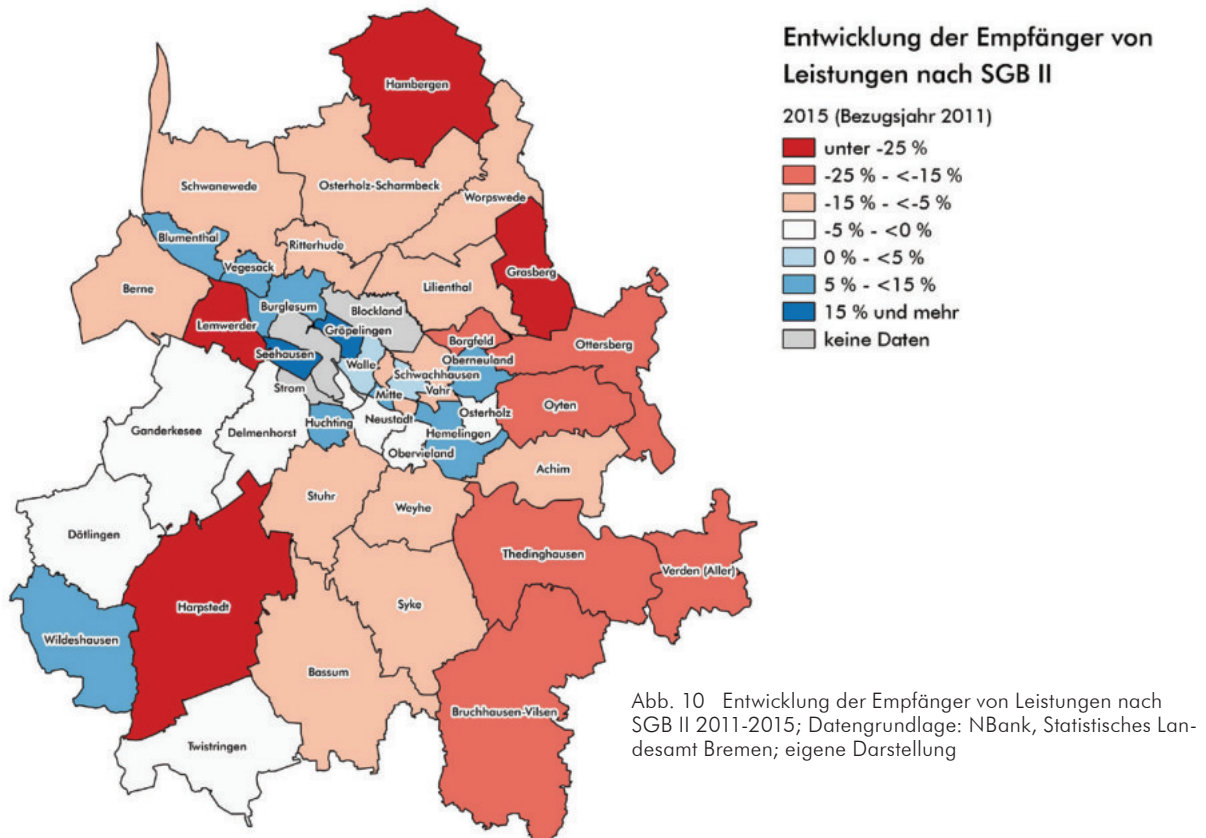 Entwicklung der Empfänger von
Leistungen nach SGB II
2015 (Bezugsjahr 2011)
unter -25 %
-25 % - <-15 %
-15 % - <-5 %
-5 % - <0 %
0 % - <5 %
5 % - <15 %
15 % und mehr
keine Daten
Hambergen
Schwanewede
Osterholz-Scharmbeck
Worpswede
Blumenthal
Ritterhude
Vegesack
Grasberg
Berne
Lilienthal
Burglesum
Blockland
Lemwerder
Gröpelingen
Borgfeld
Ottersberg
Seehausen
Oberneuland
Walle
Schwachhausen
Strom
Mitte
Vahr
Oyten
Osterholz
Huchting
Neustadt
Ganderkesee
Delmenhorst
Hemelingen
Obervieland
Achim
Stuhr
Weyhe
Dötlingen
Thedinghausen
Verden (Aller)
Harpstedt
Syke
Wildeshausen
Bassum
Bruchhausen-Vilsen
Twistringen
Abb. 10 Entwicklung der Empfänger von Leistungen nach
SGB II 2011-2015; Datengrundlage: NBank, Statistisches Lan-
desamt Bremen; eigene Darstellung